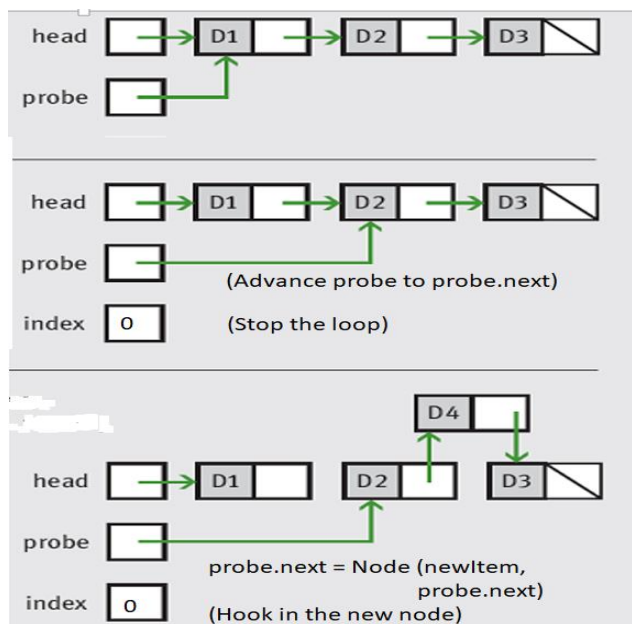 head D1 D2 D3
probe
head D1 D2 D3
probe
(Advance probe to probe.next)
index 0 (Stop the loop)
D4
head D1 D2 D3
probe
probe.next = Node (newItem,
probe.next)
index 0
(Hook in the new node)